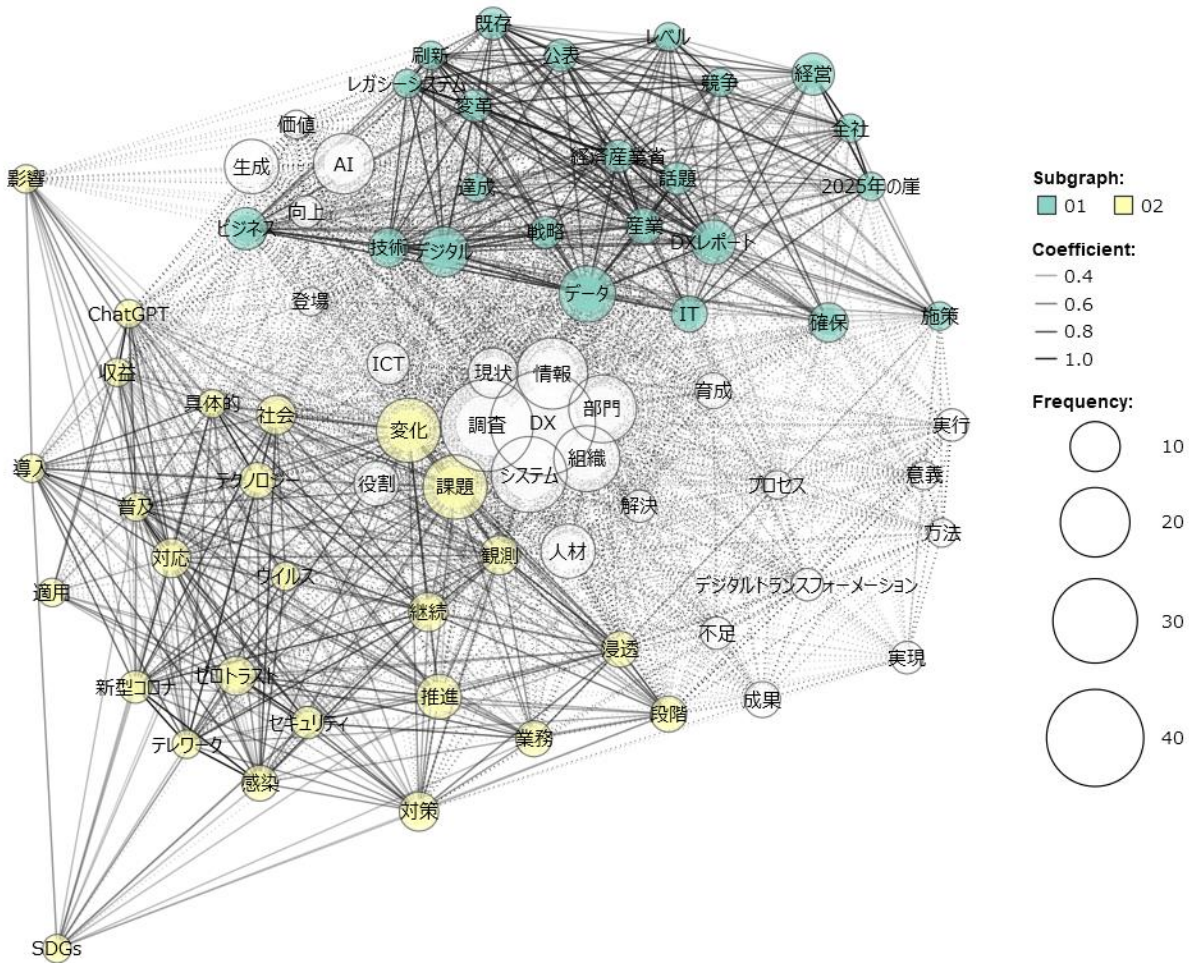 既存
レベル
刷新
公表
経営
レガシーシステム
競争
変革
価値
全社
生成
AI
経済産業省
影響
達成
話題
2025年の崖
向上
ビジネス
戦略
産業
DXレポート
技術
デジタル
データ
登場
ChatGPT
IT
確保
施策
ICT
現状
情報
収益
育成
具体的
社会
変化
調査
DX
部門
実行
組織
導入
テクノロジー
役割
課題
システム
プロセス
意義
普及
解決
方法
対応
観測
人材
ウイルス
適用
デジタルトランスフォーメーション
継続
不足
浸透
実現
ゼロトラスト
新型コロナ
推進
成果
セキュリティ
段階
テレワーク
業務
感染
対策
SDGs
Subgraph:
01 02
Coefficient:
0.4
0.6
0.8
1.0
Frequency:
10
20
30
40